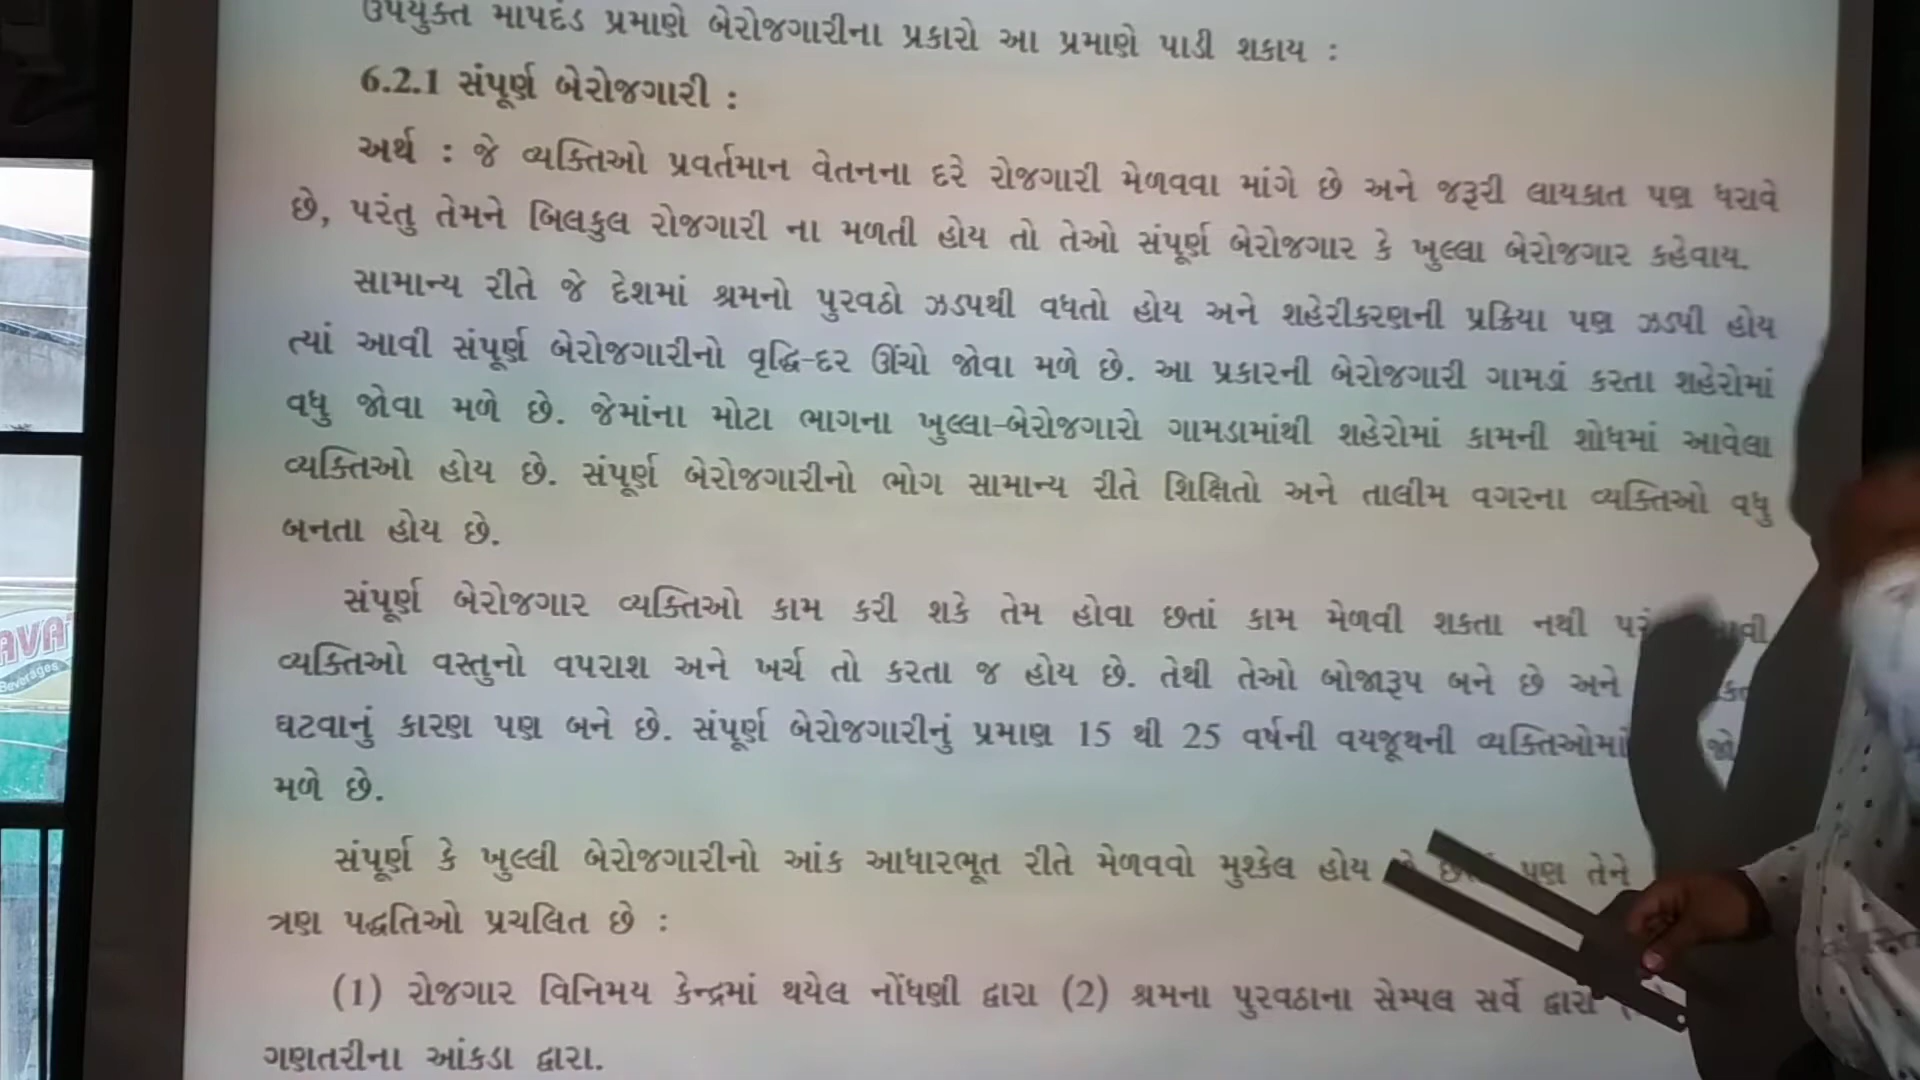 ઉપયુક્ત માપદંડ પ્રમાણે બેરોજગારીના પ્રકારો આ પ્રમાણે પાડી શકાય :
6.2.1 સંપૂર્ણ બેરોજગારી :
અર્થ : જે વ્યક્તિઓ પ્રવર્તમાન વેતનના દરે રોજગારી મેળવવા માંગે છે અને જરૂરી લાયકાત પણ ધરાવે
છે, પરંતુ તેમને બિલકુલ રોજગારી ના મળતી હોય તો તેઓ સંપૂર્ણ બેરોજગાર કે ખુલ્લા બેરોજગાર કહેવાય.
સામાન્ય રીતે જે દેશમાં શ્રમનો પુરવઠો ઝડપથી વધતો હોય અને શહેરીકરણની પ્રક્રિયા પણ ઝડપી હોય
ત્યાં આવી સંપૂર્ણ બેરોજગારીનો વૃદ્ધિ-દર ઊંચો જોવા મળે છે. આ પ્રકારની બેરોજગારી ગામડાં કરતા શહેરોમાં
વધુ જોવા મળે છે. જેમાંના મોટા ભાગના ખુલ્લા-બેરોજગારો ગામડામાંથી શહેરોમાં કામની શોધમાં આવેલા
વ્યક્તિઓ હોય છે. સંપૂર્ણ બેરોજગારીનો ભોગ સામાન્ય રીતે શિક્ષિતો અને તાલીમ વગરના વ્યક્તિઓ વધુ
બનતા હોય છે.
સંપૂર્ણ બેરોજગાર વ્યક્તિઓ કામ કરી શકે તેમ હોવા છતાં કામ મેળવી શકતા નથી
વ્યક્તિઓ વસ્તુનો વપરાશ અને ખર્ચ તો કરતા જ હોય છે. તેથી તેઓ બોજારૂપ બને છે અને
ઘટવાનું કારણ પણ બને છે. સંપૂર્ણ બેરોજગારીનું પ્રમાણ 15 થી 25 વર્ષની વયજૂથની વ્યક્તિઓમાં
મળે છે.
સંપૂર્ણ કે ખુલ્લી બેરોજગારીનો આંક આધારભૂત રીતે મેળવવો મુશ્કેલ હોય પણ તેને
ત્રણ પદ્ધતિઓ પ્રચલિત છે :
(1) રોજગાર વિનિમય કેન્દ્રમાં થયેલ નોંધણી દ્વારા (2) શ્રમના પુરવઠાના સેમ્પલ સર્વે દ્વારા
ગણતરીના આંકડા દ્વારા.
Beverages